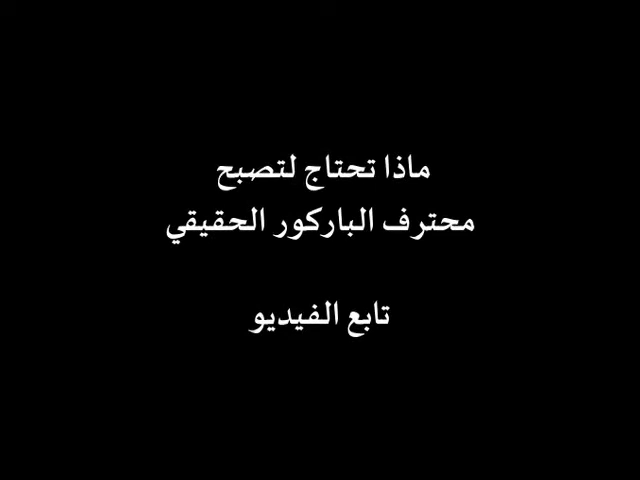 ماذا تحتاج لتصبح
محترف الباركور الحقيقي
تابع الفيديو